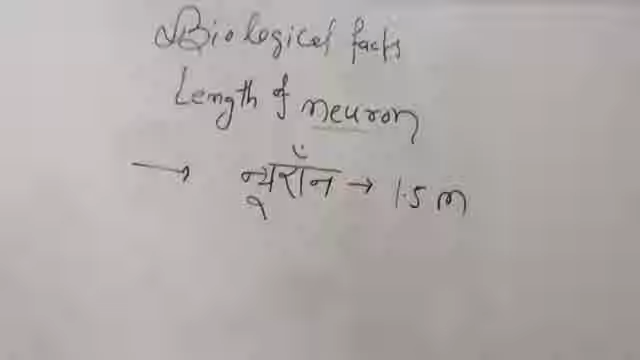 Biological facts
Length of neuron
→ न्यूरॉन → 1.5 m